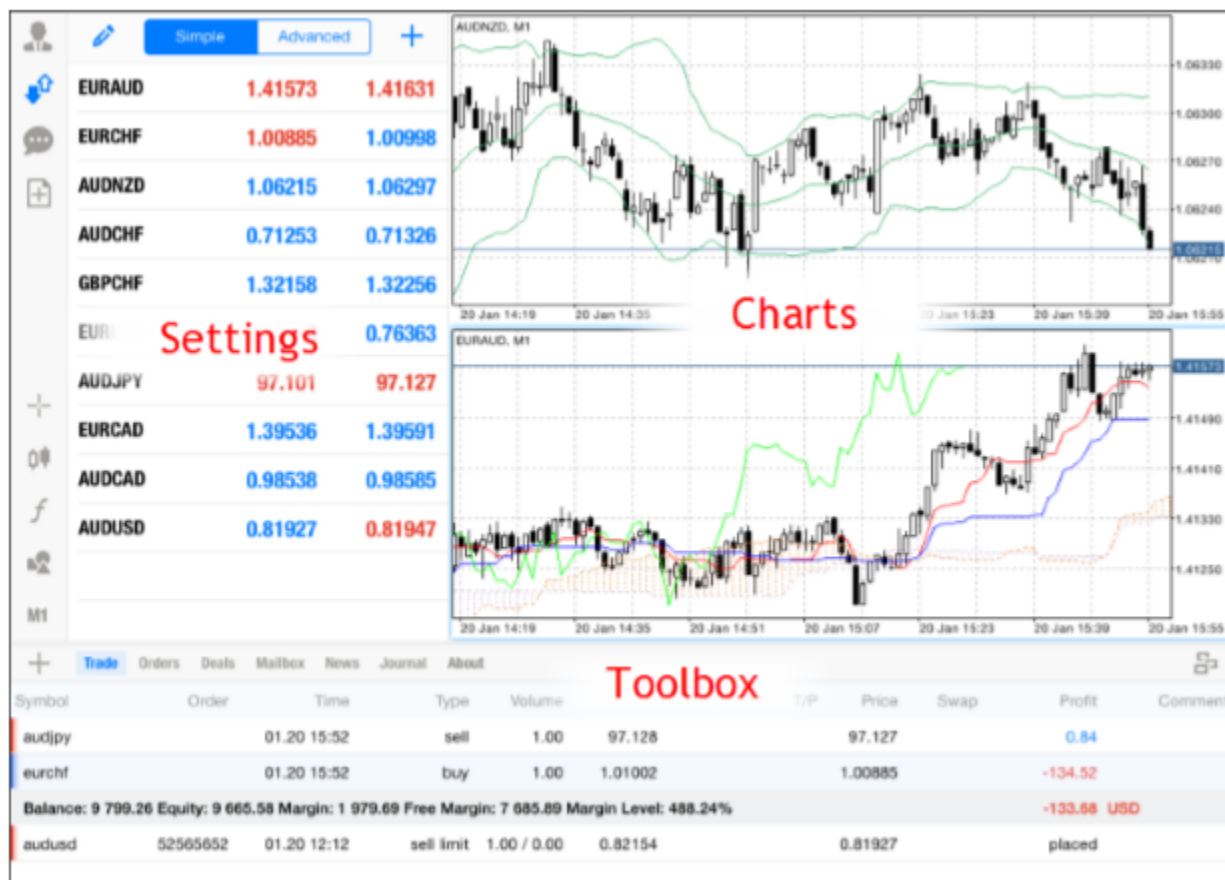 Simple Advanced
EURAUD 1.41573 1.41631
EURCHF 1.00885 1.00998
AUDNZD 1.06215 1.06297
AUDCHF 0.71253 0.71326
GBPCHF 1.32158 1.32256
0.76363
Settings
AUDJPY 97.101 97.127
EURCAD 1.39536 1.39591
AUDCAD 0.98538 0.98585
AUDUSD 0.81927 0.81947
M1
AUDNZD, M1
1.06330
1.06300
1.06270
1.06240
1.06215
1.06210
20 Jan 14:19 20 Jan 14:35 20 Jan 15:23 20 Jan 15:39 20 Jan 15:55
Charts
EURAUD, M1
1.41573
1.41490
1.41410
1.41330
1.41250
20 Jan 14:19 20 Jan 14:35 20 Jan 14:51 20 Jan 15:07 20 Jan 15:23 20 Jan 15:39 20 Jan 15:55
Trade Orders Deals Mailbox News Journal About
Toolbox
Symbol Order Time Type Volume T/P Price Swap Profit Comment
audjpy 01.20 15:52 sell 1.00 97.128 97.127 0.84
eurchf 01.20 15:52 buy 1.00 1.01002 1.00885 -134.52
Balance: 9 799.26 Equity: 9 665.58 Margin: 1 979.69 Free Margin: 7 685.89 Margin Level: 488.24% -133.68 USD
audusd 52565652 01.20 12:12 sell limit 1.00 / 0.00 0.82154 0.81927 placed